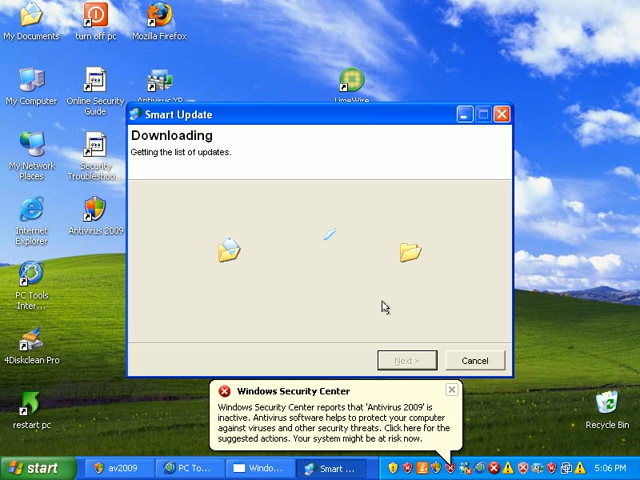 My Documents
turn off pc
Mozilla Firefox
My Computer
Online Security
Guide
Antivirus XP
LimeWire
Smart Update
Downloading
Getting the list of updates.
My Network
Places
Security
Troubleshoo...
Internet
Explorer
Antivirus 2009
PC Tools
Inter...
4Diskclean Pro
Next >
Cancel
restart pc
Recycle Bin
Windows Security Center
Windows Security Center reports that 'Antivirus 2009' is
inactive. Antivirus software helps to protect your computer
against viruses and other security threats. Click here for the
suggested actions. Your system might be at risk now.
start
av2009
PC To...
Windo...
Smart ...
5:06 PM